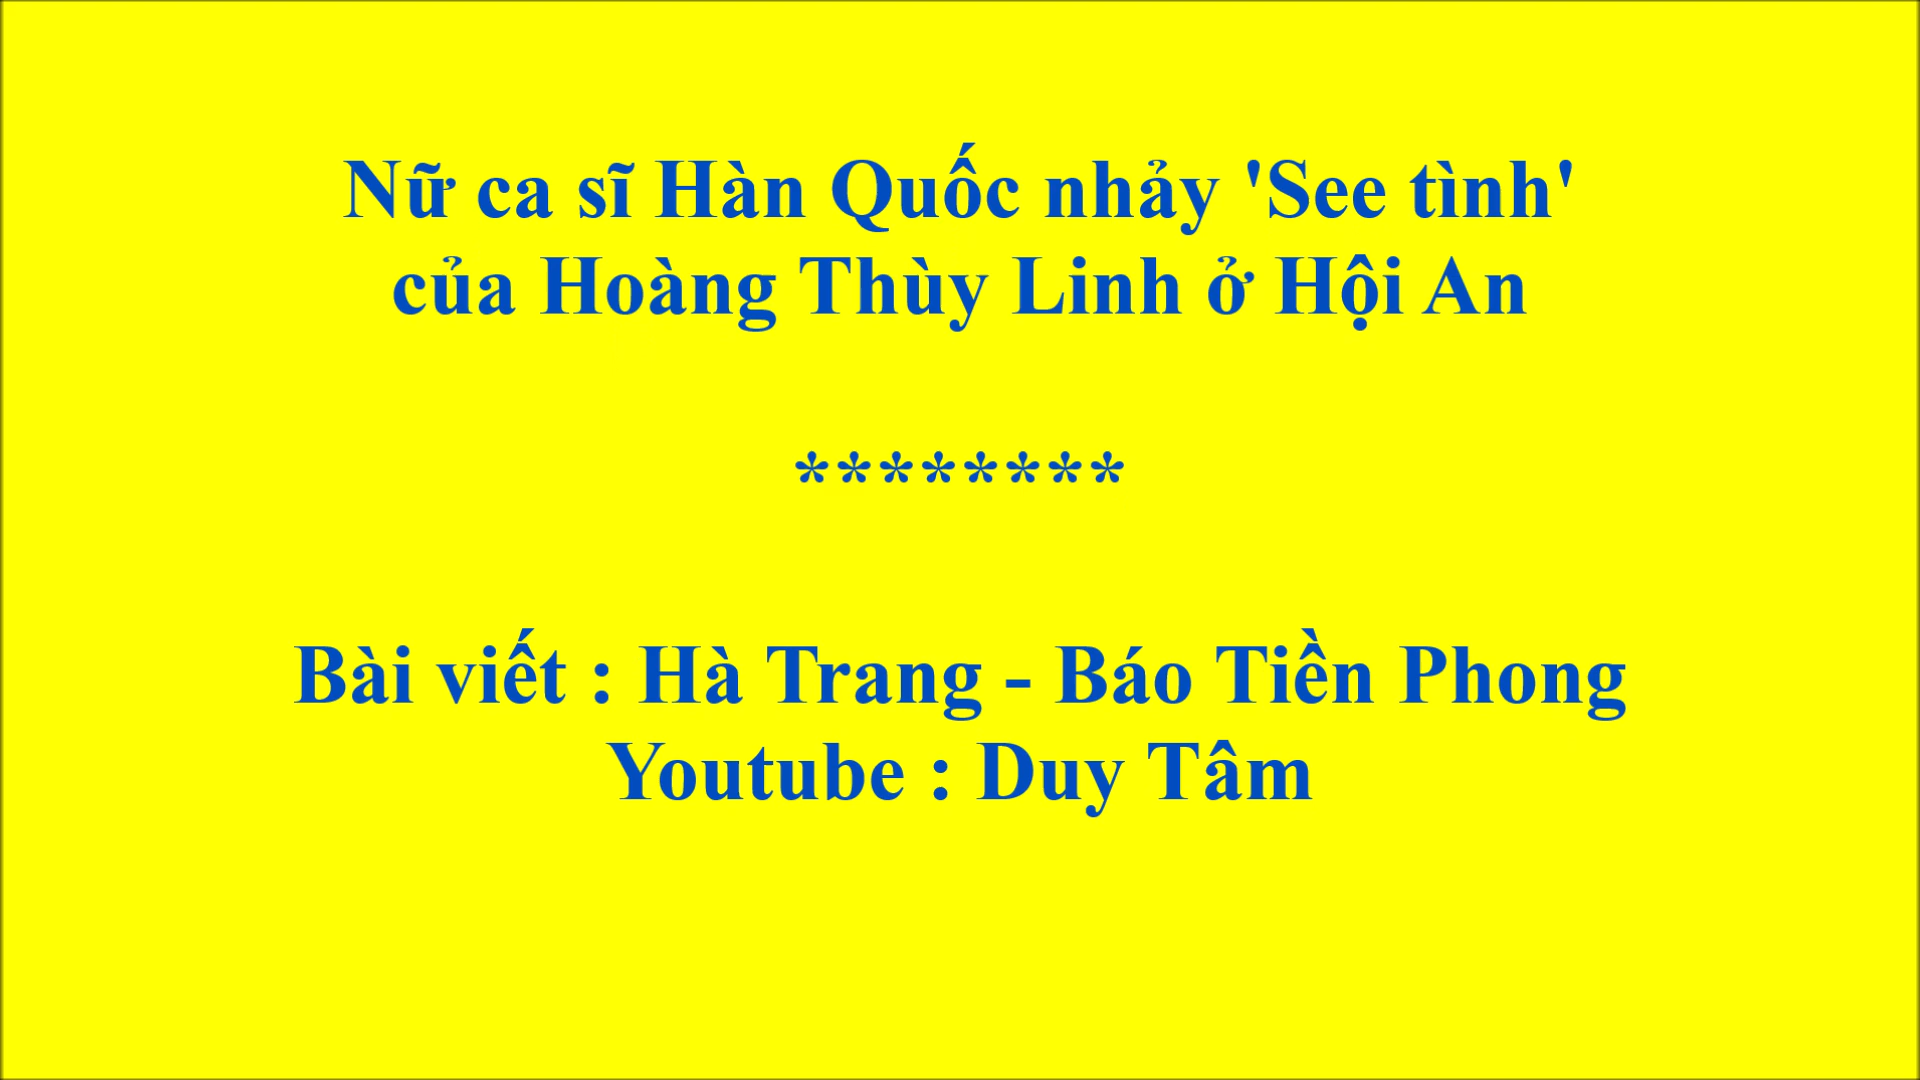 Nữ ca sĩ Hàn Quốc nhảy 'See tình'
của Hoàng Thùy Linh ở Hội An
********
Bài viết : Hà Trang - Báo Tiền Phong
Youtube : Duy Tâm